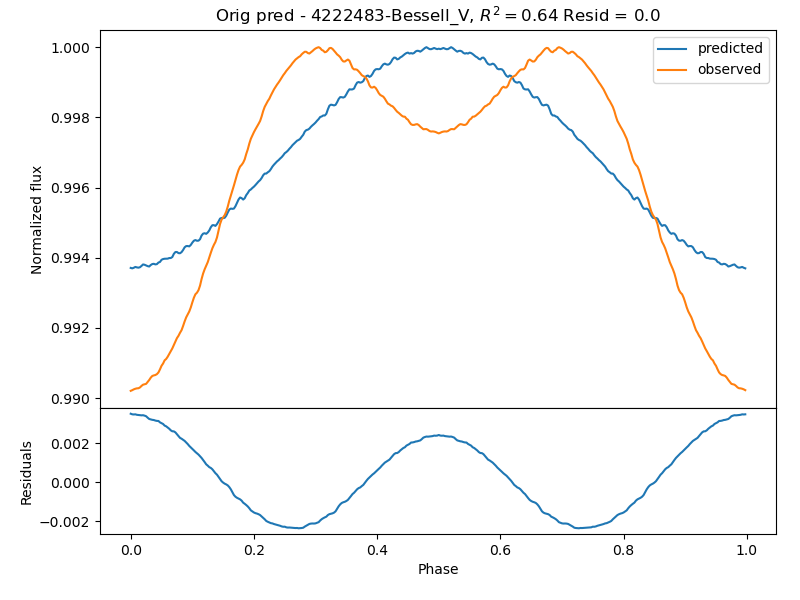 Orig pred - 4222483-Bessell_V, R² = 0.64 Resid = 0.0
predicted
observed
Normalized flux
1.000
0.998
0.996
0.994
0.992
0.990
Residuals
0.002
0.000
−0.002
0.0 0.2 0.4 0.6 0.8 1.0
Phase